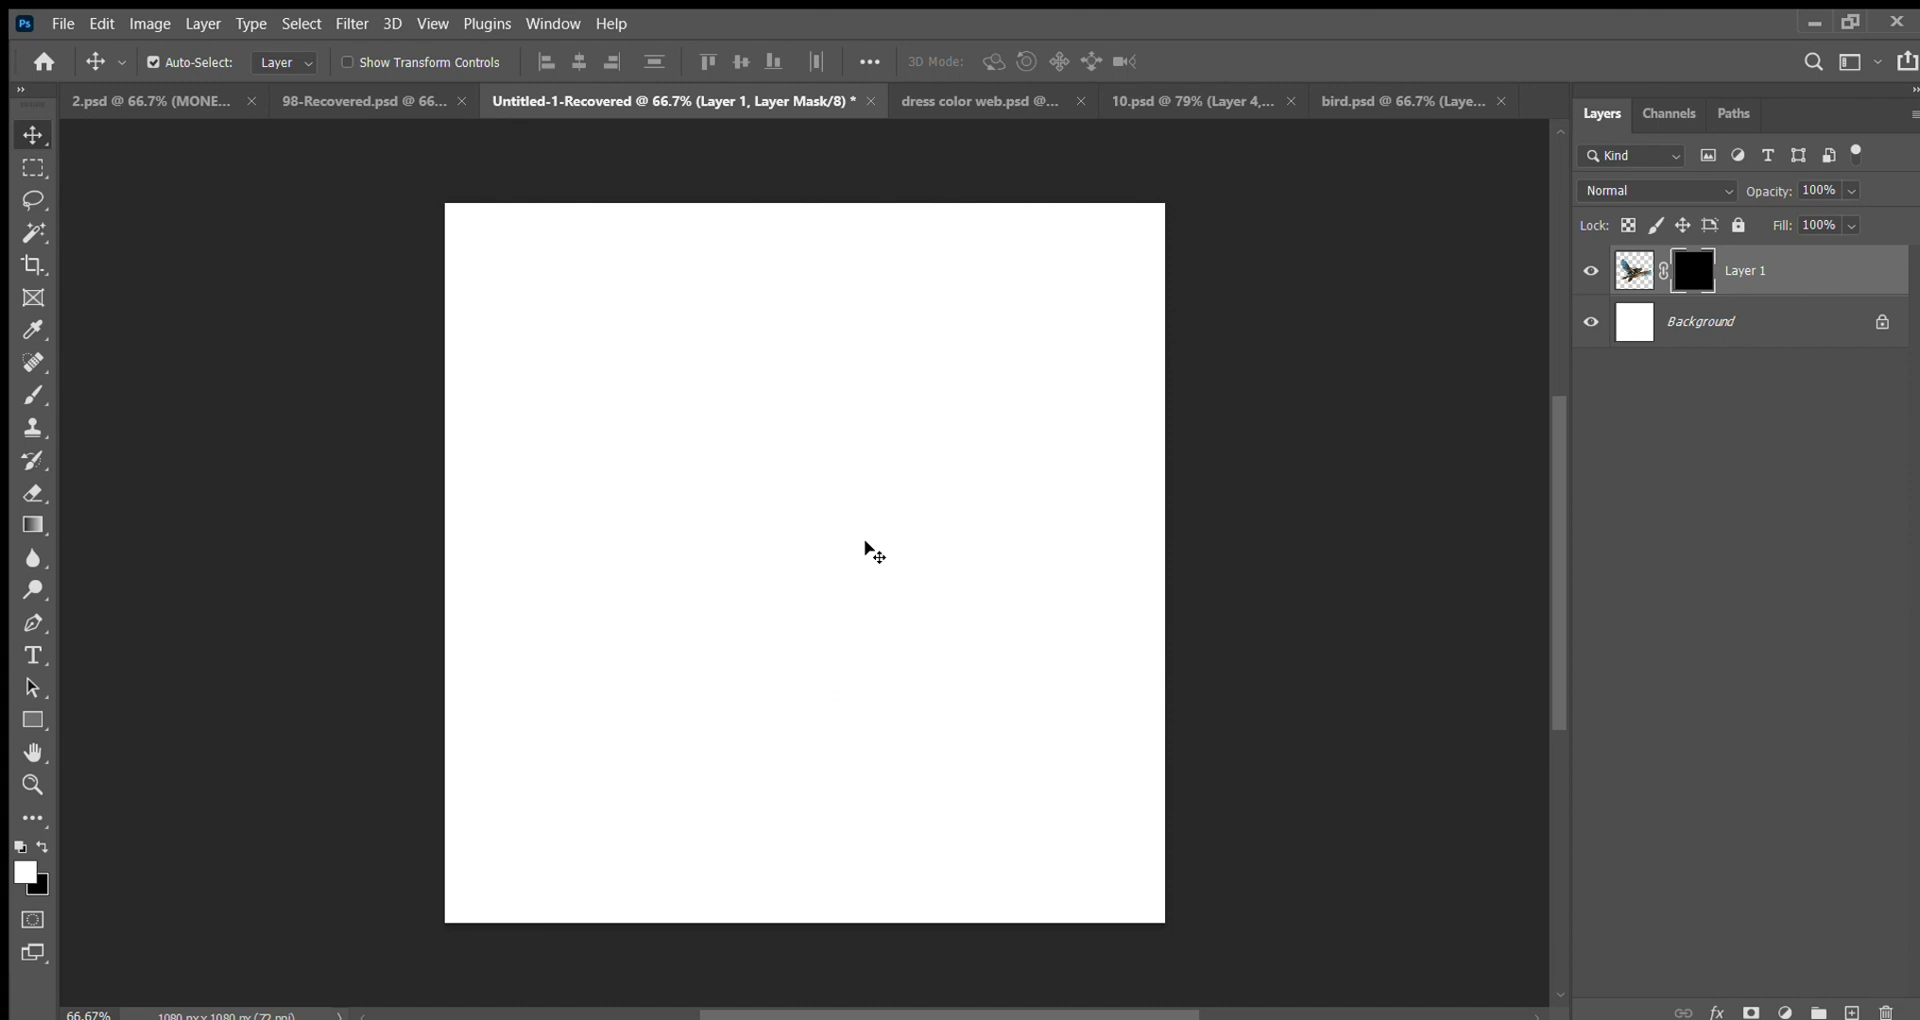 Ps File Edit Image Layer Type Select Filter 3D View Plugins Window Help
Auto-Select: Layer Show Transform Controls 3D Mode:
2.psd @ 66.7% (MONE... 98-Recovered.psd @ 66... Untitled-1-Recovered @ 66.7% (Layer 1, Layer Mask/8) * dress color web.psd @... 10.psd @ 79% (Layer 4,... bird.psd @ 66.7% (Laye...
Layers Channels Paths
Kind
Normal Opacity: 100%
Lock: Fill: 100%
Layer 1
Background
66.67% 1080 px x 1080 px (72 ppi)